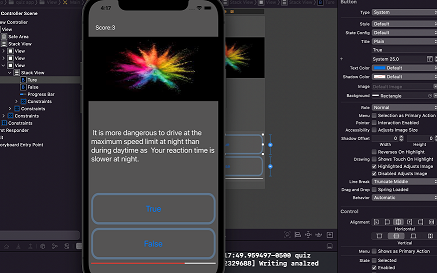 Controller Scene
View Controller
View
Safe Area
Stack View
View
View
Stack View
Ture
False
Progress Bar
Constraints
Constraints
Constraints
First Responder
Exit
Storyboard Entry Point
4:57
Score:3
It is more dangerous to drive at the
maximum speed limit at night than
during daytime as Your reaction time is
slower at night.
True
False
17:49.959497-0500 quiz
2329688] Writing analzed
Button
Type System
Style Default
State Config Default
Title Plain
True
System 25.0
Text Color Default
Shadow Color Default
Image Default Image
Background Rectangle
Role Normal
Menu Selection as Primary Action
Pointer Interaction Enabled
Accessibility Adjusts Image Size
Shadow Offset 0 0
Width Height
Reverses On Highlight
Drawing Shows Touch On Highlight
Highlighted Adjusts Image
Disabled Adjusts Image
Line Break Truncate Middle
Drag and Drop Spring Loaded
Behavior Automatic
Control
Alignment
Horizontal
Vertical
Menu Shows as Primary Action
State Selected
Enabled